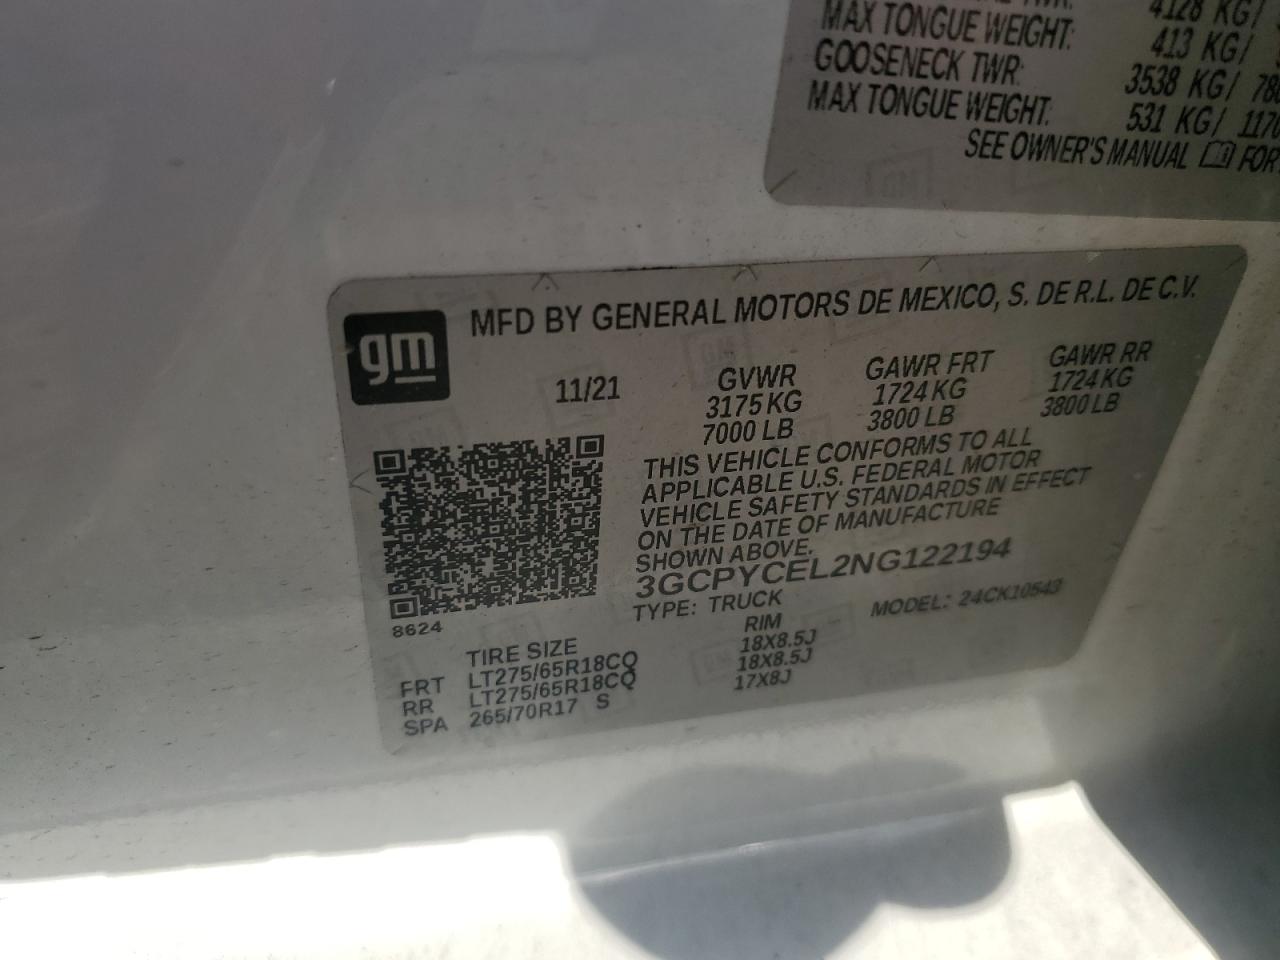 4128 KG/
MAX TONGUE WEIGHT: 413 KG/
GOOSENECK TWR: 3538 KG/
MAX TONGUE WEIGHT: 531 KG/ 1170
SEE OWNER'S MANUAL FOR
gm
MFD BY GENERAL MOTORS DE MEXICO, S. DE R.L. DE C.V.
11/21 GVWR GAWR FRT GAWR RR
3175 KG 1724 KG 1724 KG
7000 LB 3800 LB 3800 LB
THIS VEHICLE CONFORMS TO ALL
APPLICABLE U.S. FEDERAL MOTOR
VEHICLE SAFETY STANDARDS IN EFFECT
ON THE DATE OF MANUFACTURE
SHOWN ABOVE.
3GCPYCEL2NG122194
TYPE: TRUCK MODEL: 24CK10543
8624
TIRE SIZE RIM
FRT LT275/65R18CQ 18X8.5J
RR LT275/65R18CQ 18X8.5J
SPA 265/70R17 S 17X8J